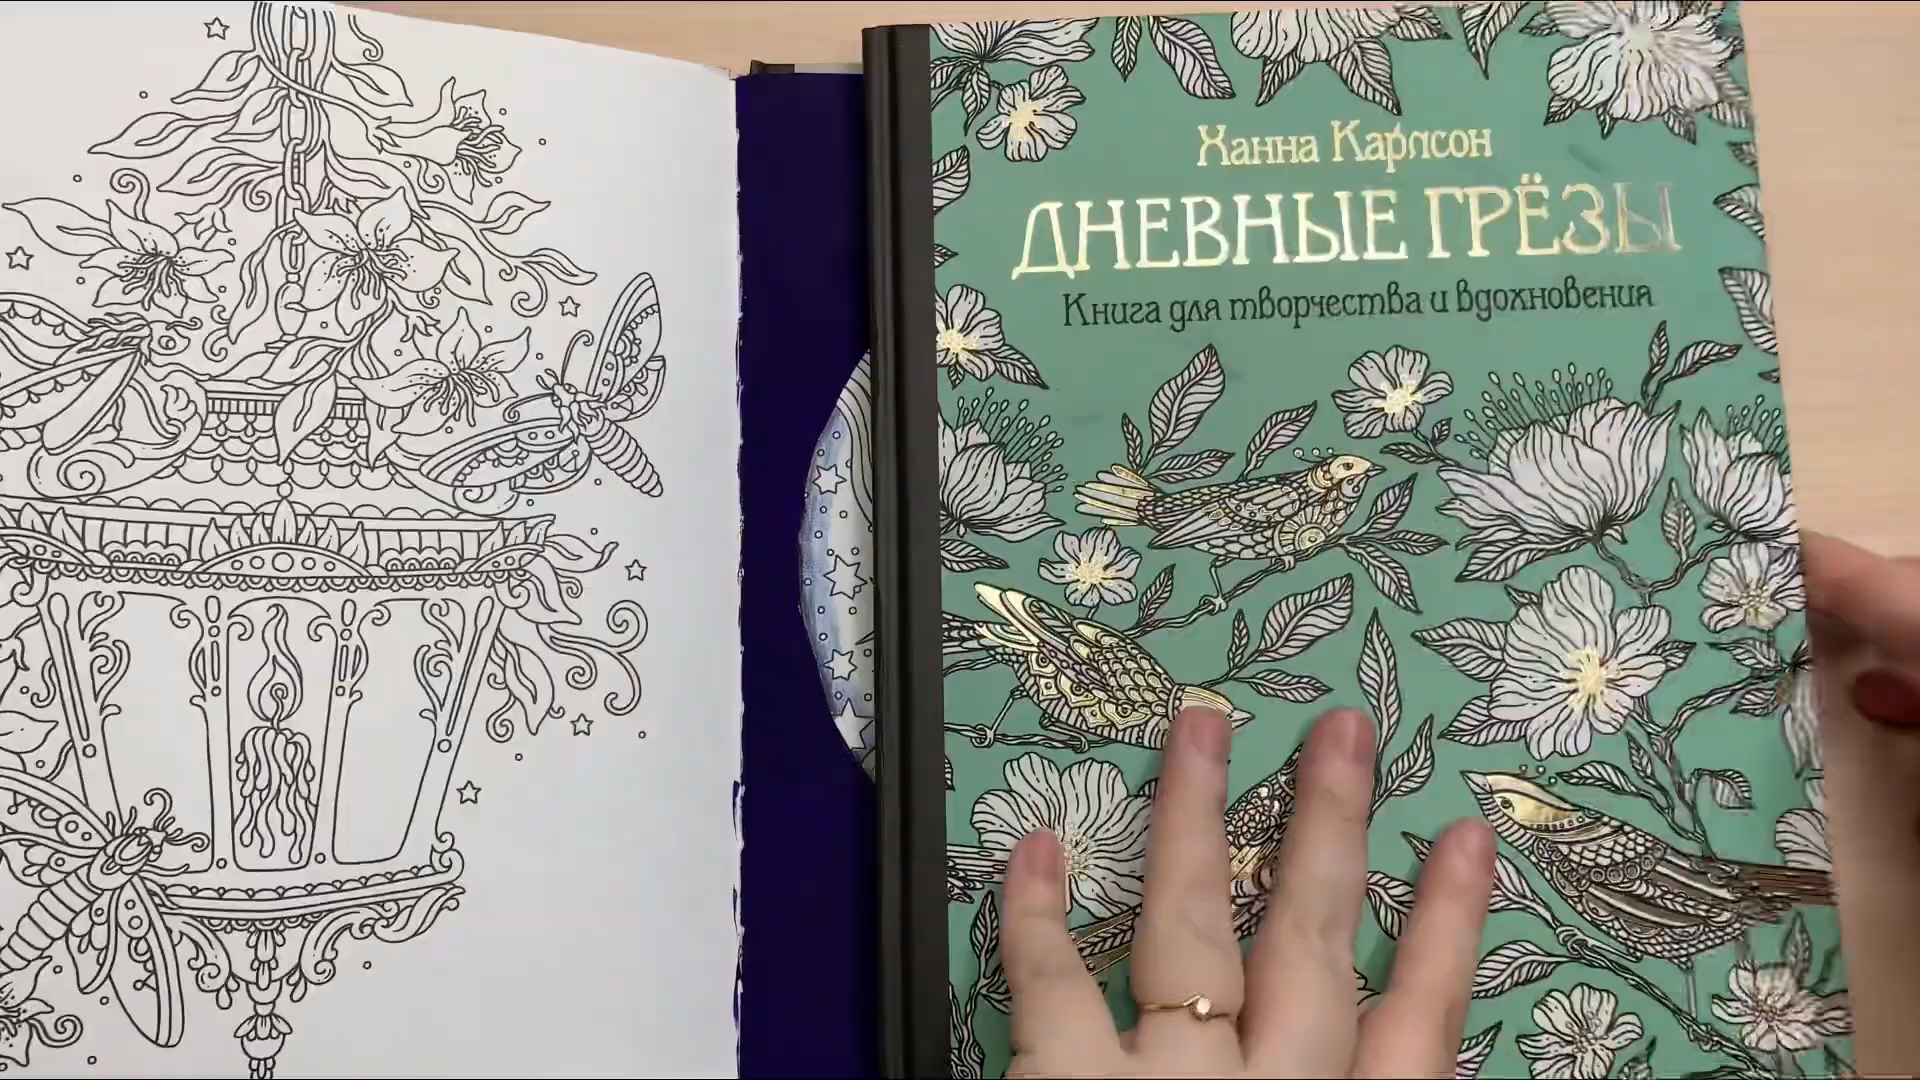 Ханна Карлсон
ДНЕВНЫЕ ГРЁЗЫ
Книга для творчества и вдохновения